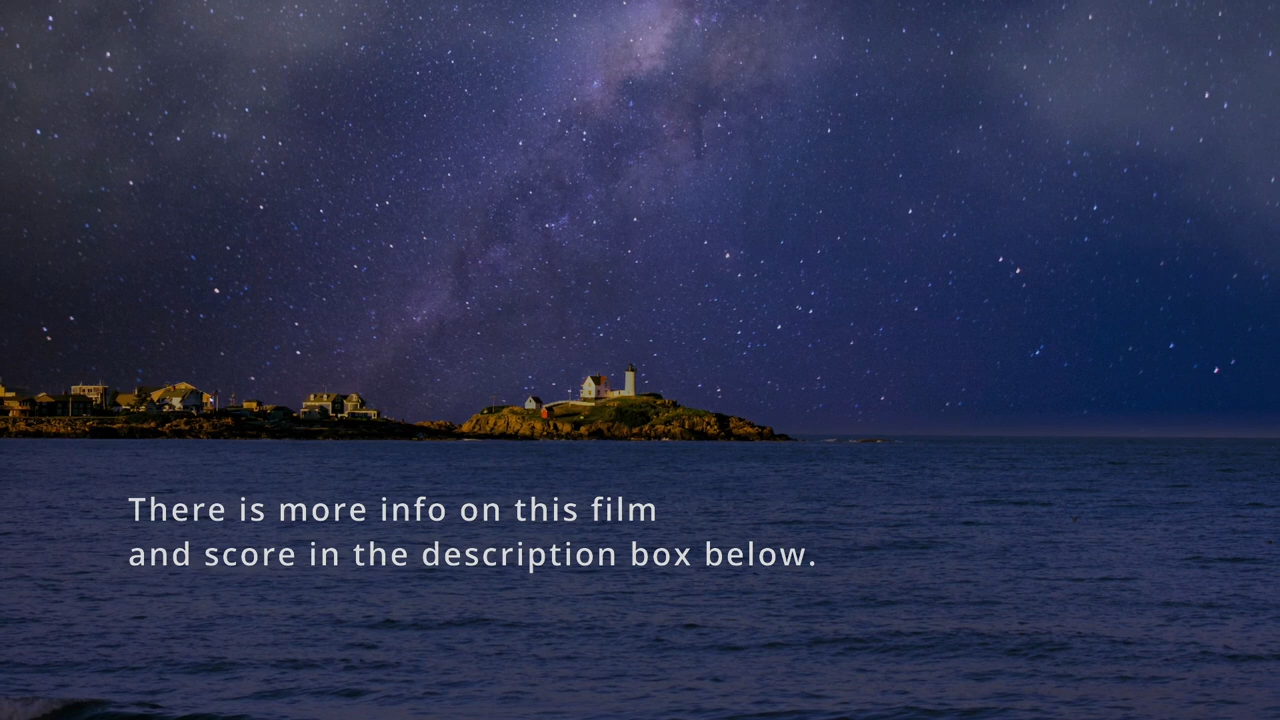 There is more info on this film
and score in the description box below.